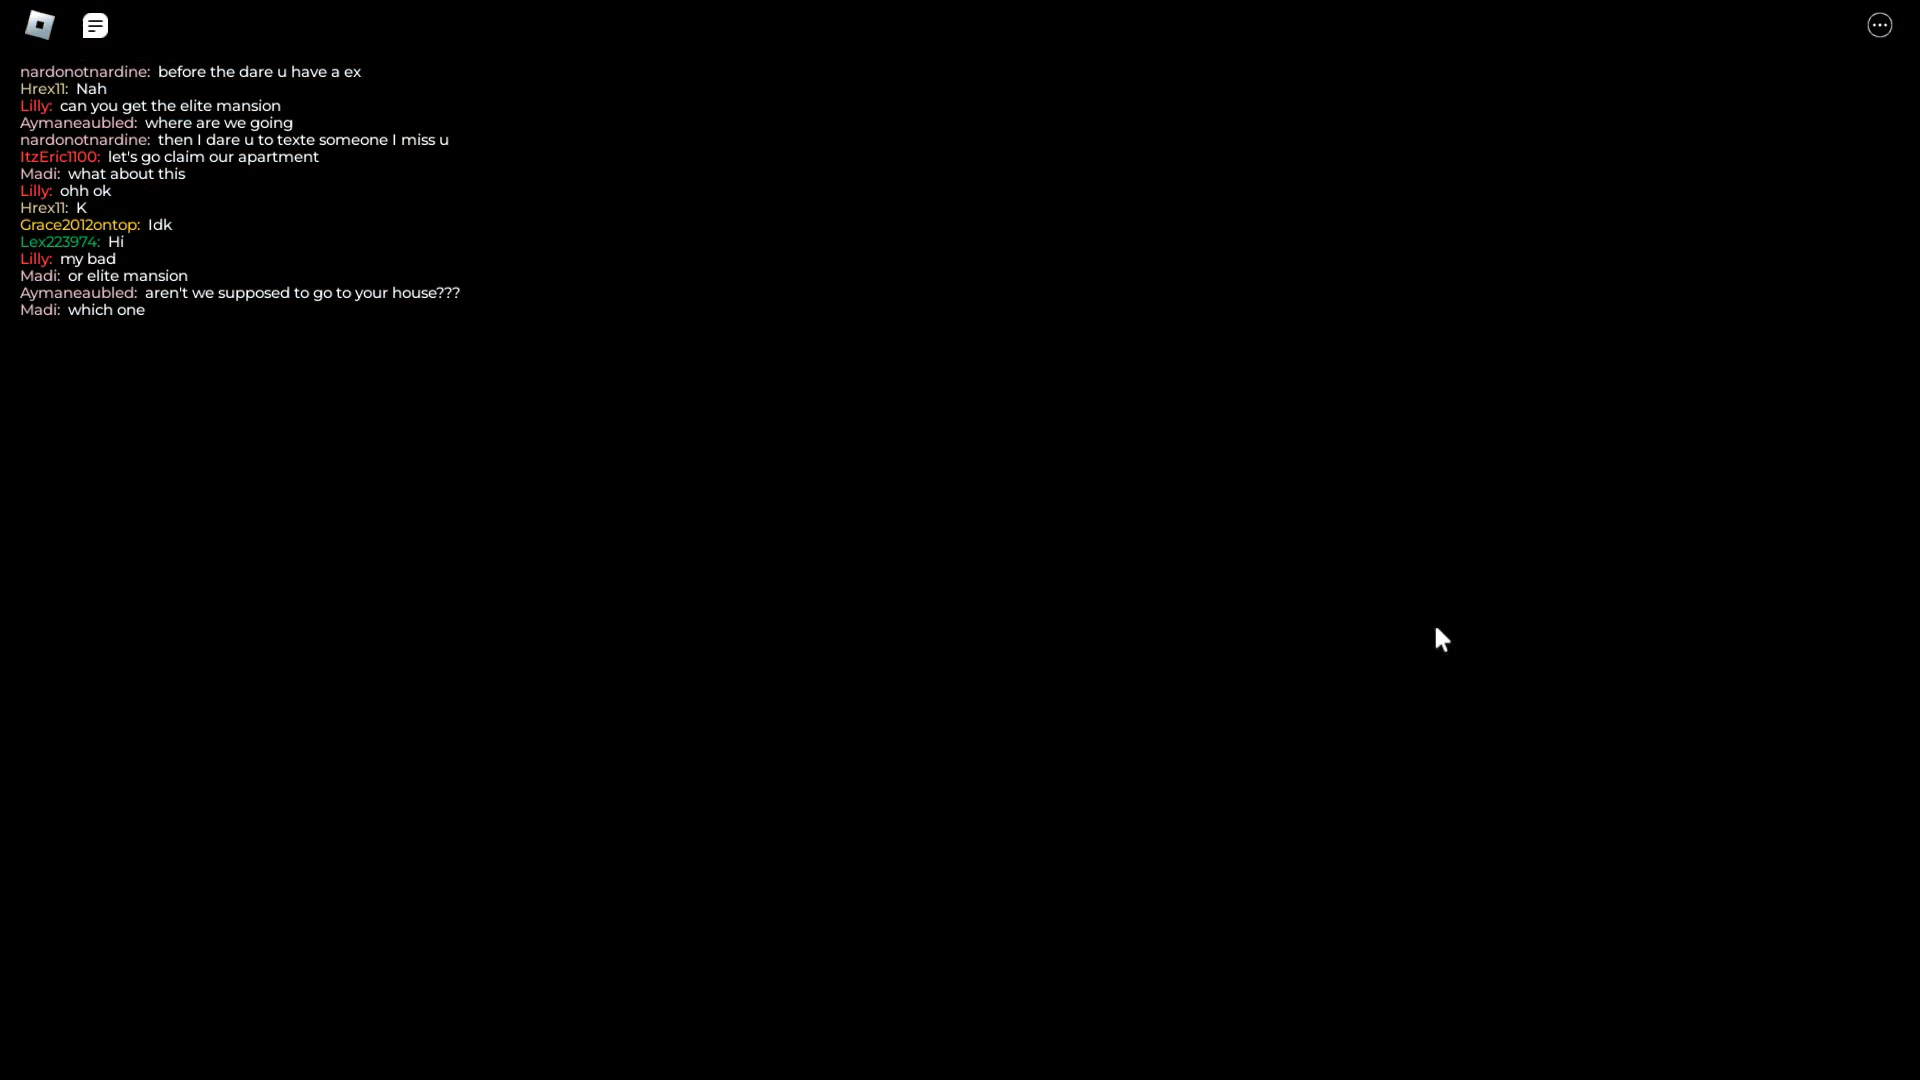 nardonotnardine: before the dare u have a ex
Hrex11: Nah
Lilly: can you get the elite mansion
Aymaneaubled: where are we going
nardonotnardine: then I dare u to texte someone I miss u
ItzEric1100: let's go claim our apartment
Madi: what about this
Lilly: ohh ok
Hrex11: K
Grace2012ontop: Idk
Lex223974: Hi
Lilly: my bad
Madi: or elite mansion
Aymaneaubled: aren't we supposed to go to your house???
Madi: which one